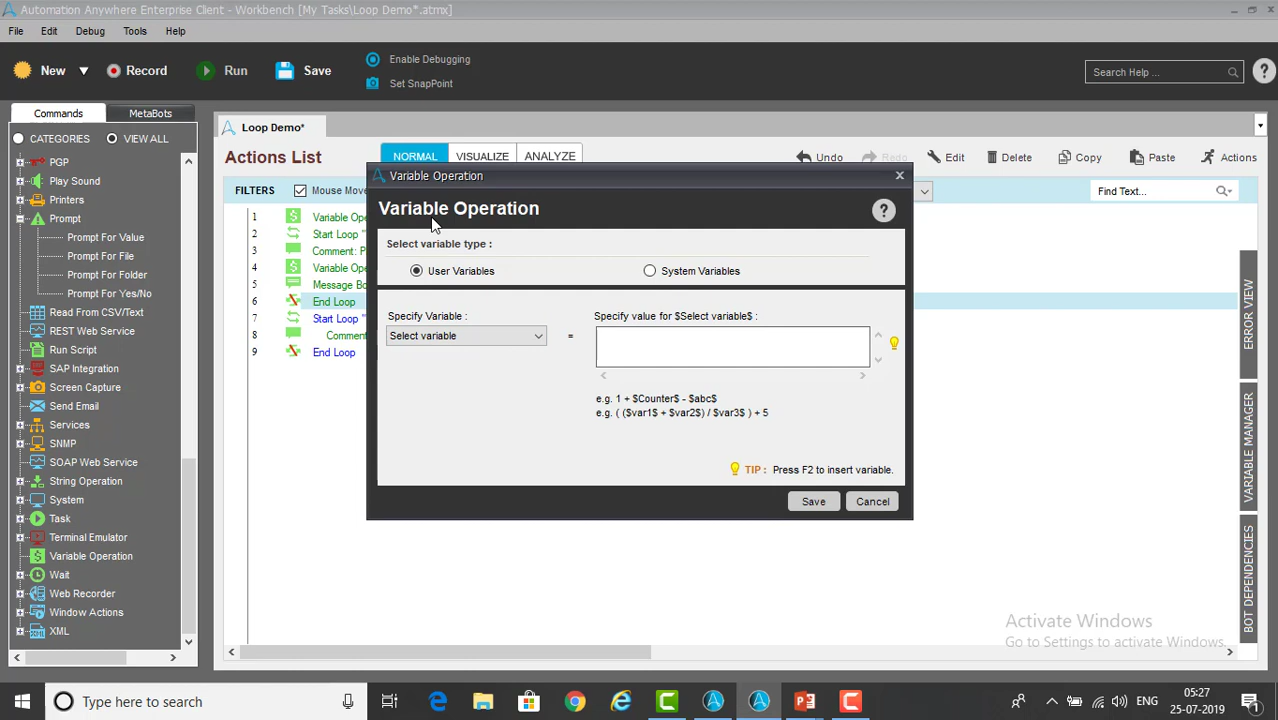 Automation Anywhere Enterprise Client - Workbench [My Tasks\Loop Demo*.atmx]
File Edit Debug Tools Help
New Record Run Save
Enable Debugging
Set SnapPoint
Search Help ...
Commands MetaBots
CATEGORIES VIEW ALL
PGP
Play Sound
Printers
Prompt
Prompt For Value
Prompt For File
Prompt For Folder
Prompt For Yes/No
Read From CSV/Text
REST Web Service
Run Script
SAP Integration
Screen Capture
Send Email
Services
SNMP
SOAP Web Service
String Operation
System
Task
Terminal Emulator
Variable Operation
Wait
Web Recorder
Window Actions
XML
Loop Demo*
Actions List NORMAL VISUALIZE ANALYZE
Undo Redo Edit Delete Copy Paste Actions
FILTERS Mouse Move
Find Text...
1 Variable Ope
2 Start Loop "
3 Comment: P
4 Variable Ope
5 Message Bo
6 End Loop
7 Start Loop "
8 Comment
9 End Loop
Variable Operation
Variable Operation
Select variable type :
User Variables System Variables
Specify Variable : Specify value for $Select variable$ :
Select variable =
e.g. 1 + $Counter$ - $abc$
e.g. ( ($var1$ + $var2$) / $var3$ ) + 5
TIP : Press F2 to insert variable.
Save Cancel
ERROR VIEW
VARIABLE MANAGER
BOT DEPENDENCIES
Activate Windows
Go to Settings to activate Windows.
Type here to search
ENG
05:27
25-07-2019
1